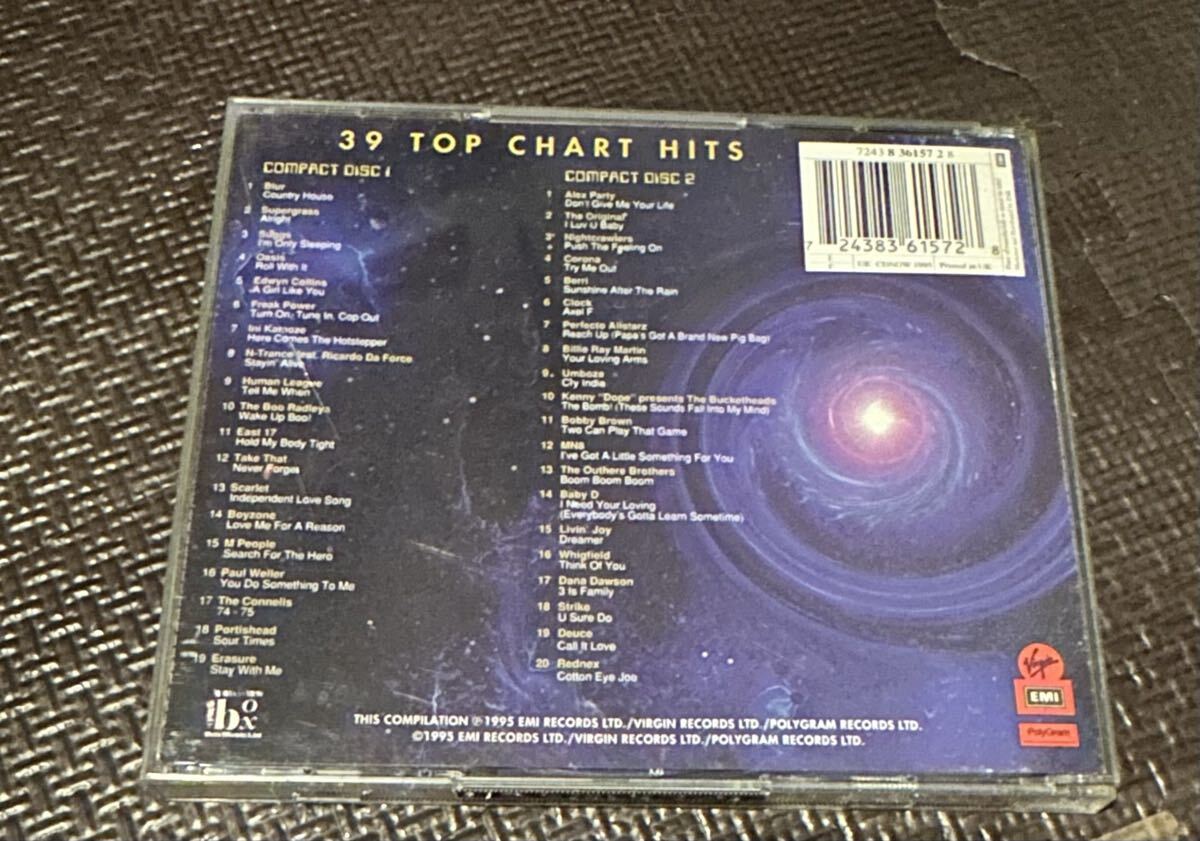 39 TOP CHART HITS
COMPACT DISC 1
1 Blur
Country House
2 Supergrass
Alright
3 Suggs
I'm Only Sleeping
4 Oasis
Roll With It
5 Edwyn Collins
A Girl Like You
6 Freak Power
Turn On, Tune In, Cop Out
7 Ini Kamoze
Here Comes The Hotstepper
8 N-Trance feat. Ricardo Da Force
Stayin' Alive
9 Human League
Tell Me When
10 The Boo Radleys
Wake Up Boo!
11 East 17
Hold My Body Tight
12 Take That
Never Forget
13 Scarlet
Independent Love Song
14 Boyzone
Love Me For A Reason
15 M People
Search For The Hero
16 Paul Weller
You Do Something To Me
17 The Connells
74 - 75
18 Portishead
Sour Times
19 Erasure
Stay With Me
COMPACT DISC 2
1 Alex Party
Don't Give Me Your Life
2 The Original
I Luv U Baby
3 Nightcrawlers
Push The Feeling On
4 Corona
Try Me Out
5 Berri
Sunshine After The Rain
6 Clock
Axel F
7 Perfecto Allstarz
Reach Up (Papa's Got A Brand New Pig Bag)
8 Billie Ray Martin
Your Loving Arms
9 Umboza
Cry India
10 Kenny "Dope" presents The Bucketheads
The Bomb! (These Sounds Fall Into My Mind)
11 Bobby Brown
Two Can Play That Game
12 MN8
I've Got A Little Something For You
13 The Outhere Brothers
Boom Boom Boom
14 Baby D
I Need Your Loving
(Everybody's Gotta Learn Sometime)
15 Livin' Joy
Dreamer
16 Whigfield
Think Of You
17 Dana Dawson
3 Is Family
18 Strike
U Sure Do
19 Deuce
Call It Love
20 Rednex
Cotton Eye Joe
7243 8 36157 2 8
7 24383 61572 8
UK: CDNOW 1995 Printed in UK
box
Virgin
EMI
PolyGram
THIS COMPILATION ℗1995 EMI RECORDS LTD./VIRGIN RECORDS LTD./POLYGRAM RECORDS LTD.
©1995 EMI RECORDS LTD./VIRGIN RECORDS LTD./POLYGRAM RECORDS LTD.